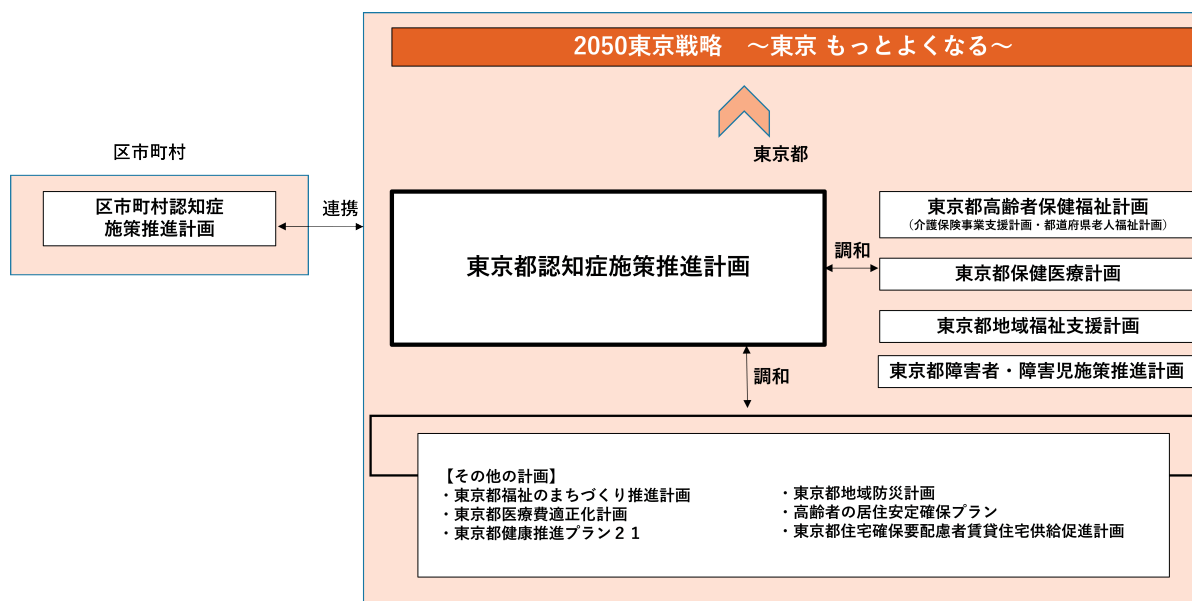 2050東京戦略　～東京 もっとよくなる～
東京都
区市町村
区市町村認知症
施策推進計画
連携
東京都認知症施策推進計画
調和
東京都高齢者保健福祉計画
（介護保険事業支援計画・都道府県老人福祉計画）
東京都保健医療計画
東京都地域福祉支援計画
東京都障害者・障害児施策推進計画
調和
【その他の計画】
・東京都福祉のまちづくり推進計画
・東京都医療費適正化計画
・東京都健康推進プラン２１
・東京都地域防災計画
・高齢者の居住安定確保プラン
・東京都住宅確保要配慮者賃貸住宅供給促進計画